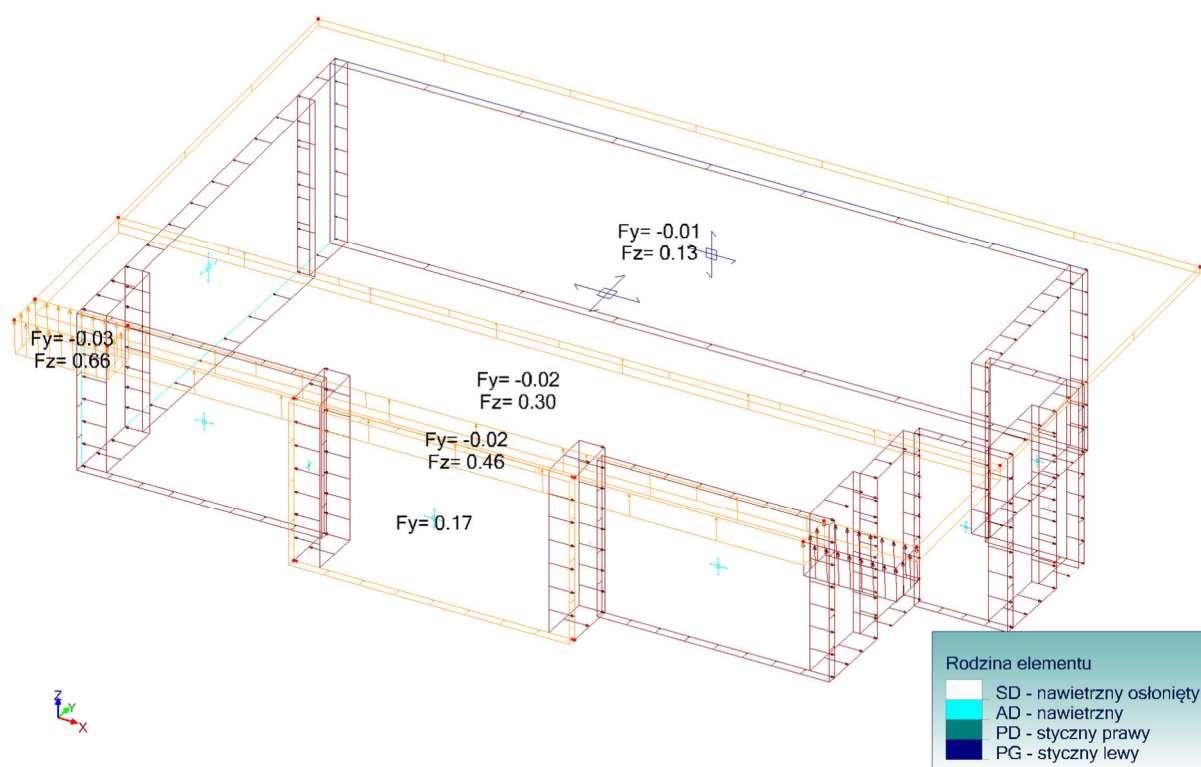 Fy= -0.01
Fz= 0.13
Fy= -0.03
Fz= 0.66
Fy= -0.02
Fz= 0.30
Fy= -0.02
Fz= 0.46
Fy= 0.17
Rodzina elementu
SD - nawietrzny osłonięty
AD - nawietrzny
PD - styczny prawy
PG - styczny lewy
Z
Y
X